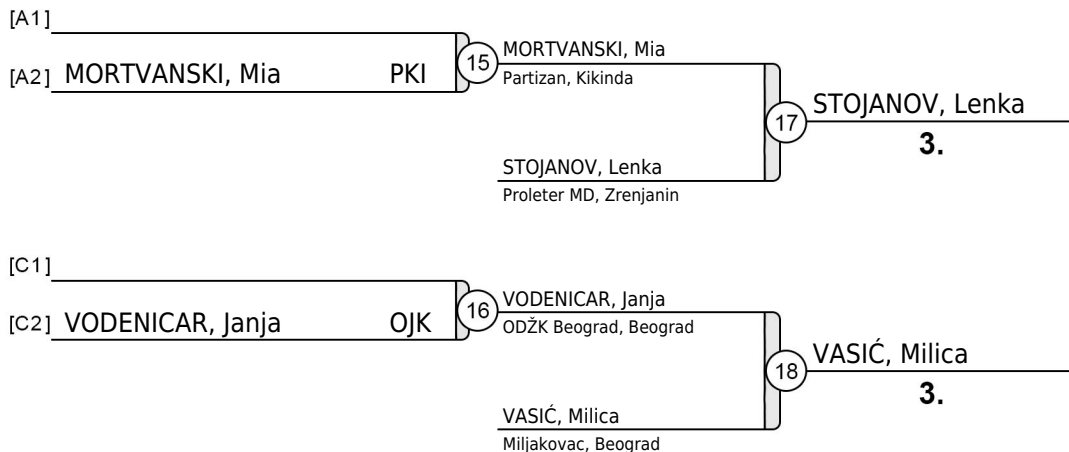 [A1]
[A2] MORTVANSKI, Mia PKI
15
MORTVANSKI, Mia
Partizan, Kikinda
17
STOJANOV, Lenka
3.
STOJANOV, Lenka
Proleter MD, Zrenjanin
[C1]
[C2] VODENICAR, Janja OJK
16
VODENICAR, Janja
ODŽK Beograd, Beograd
18
VASIĆ, Milica
3.
VASIĆ, Milica
Miljakovac, Beograd